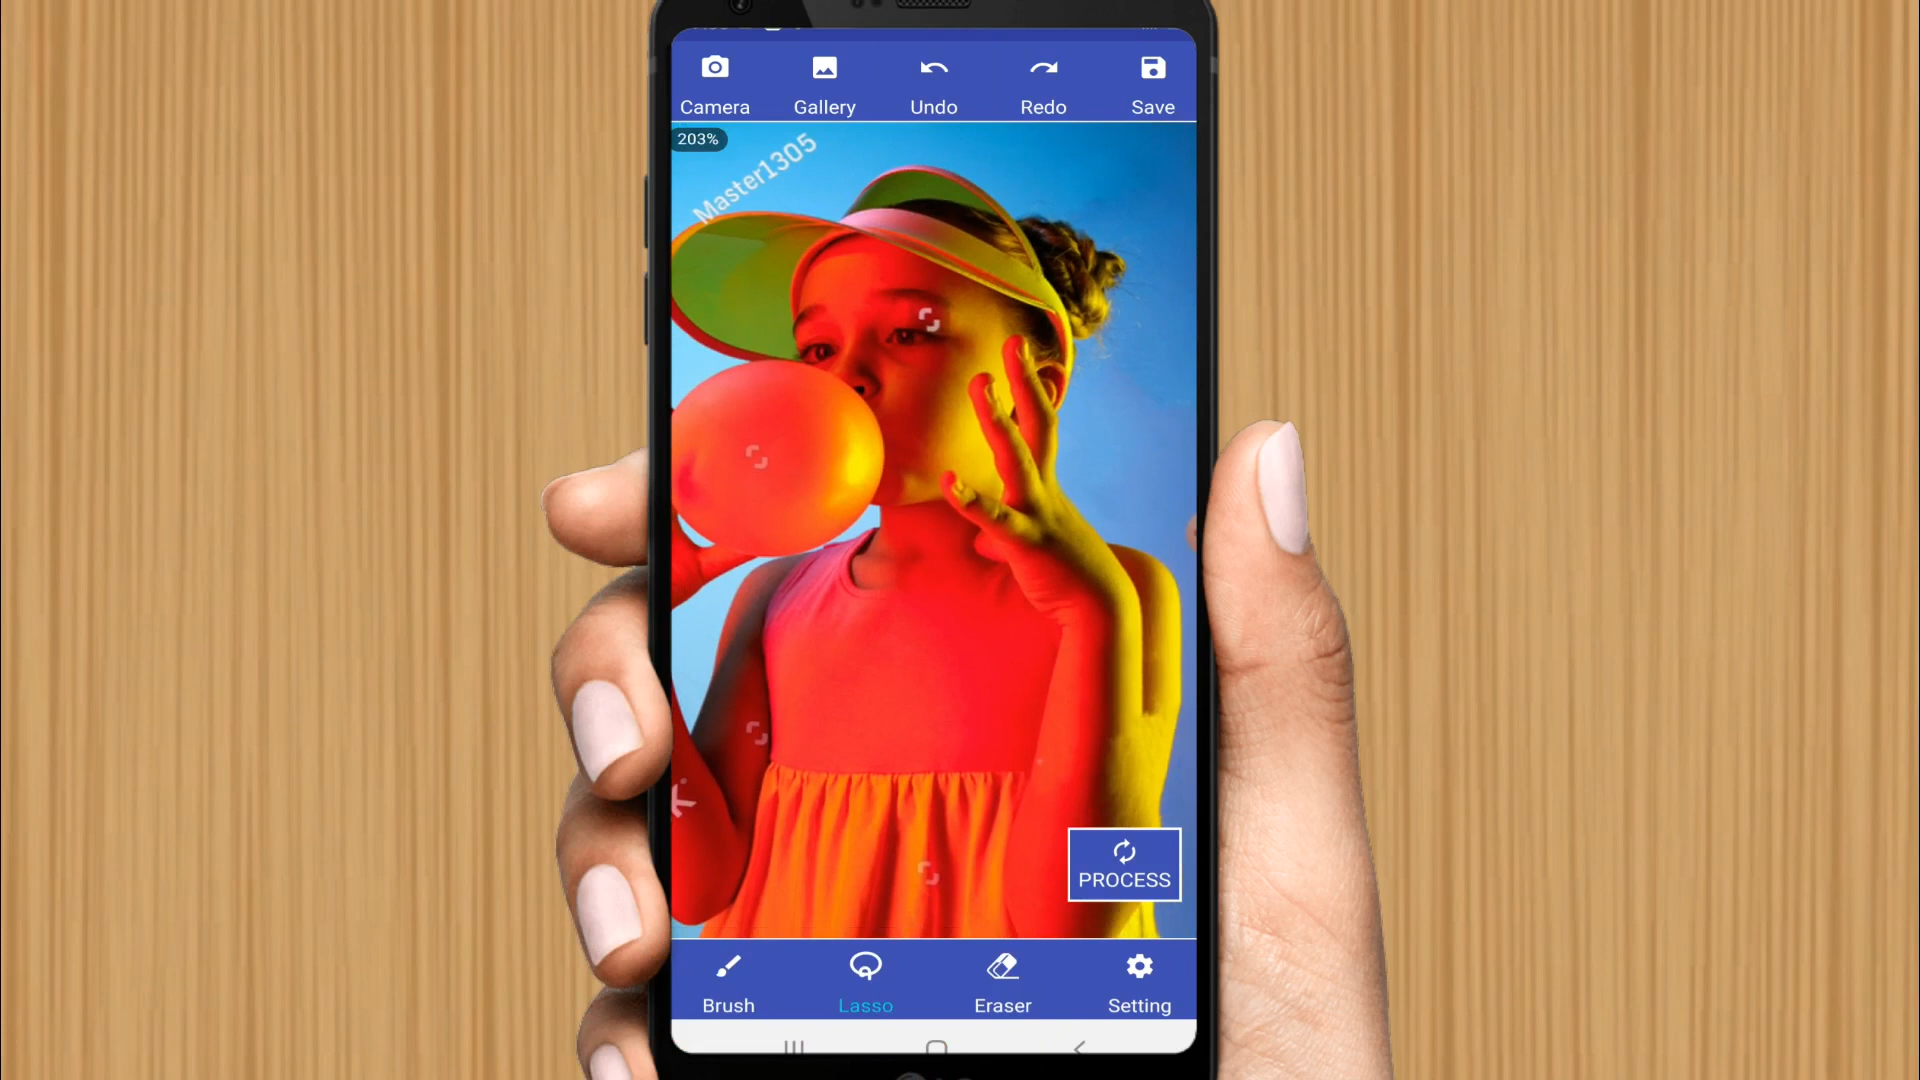 Camera Gallery Undo Redo Save
203%
Master1305
PROCESS
Brush Lasso Eraser Setting